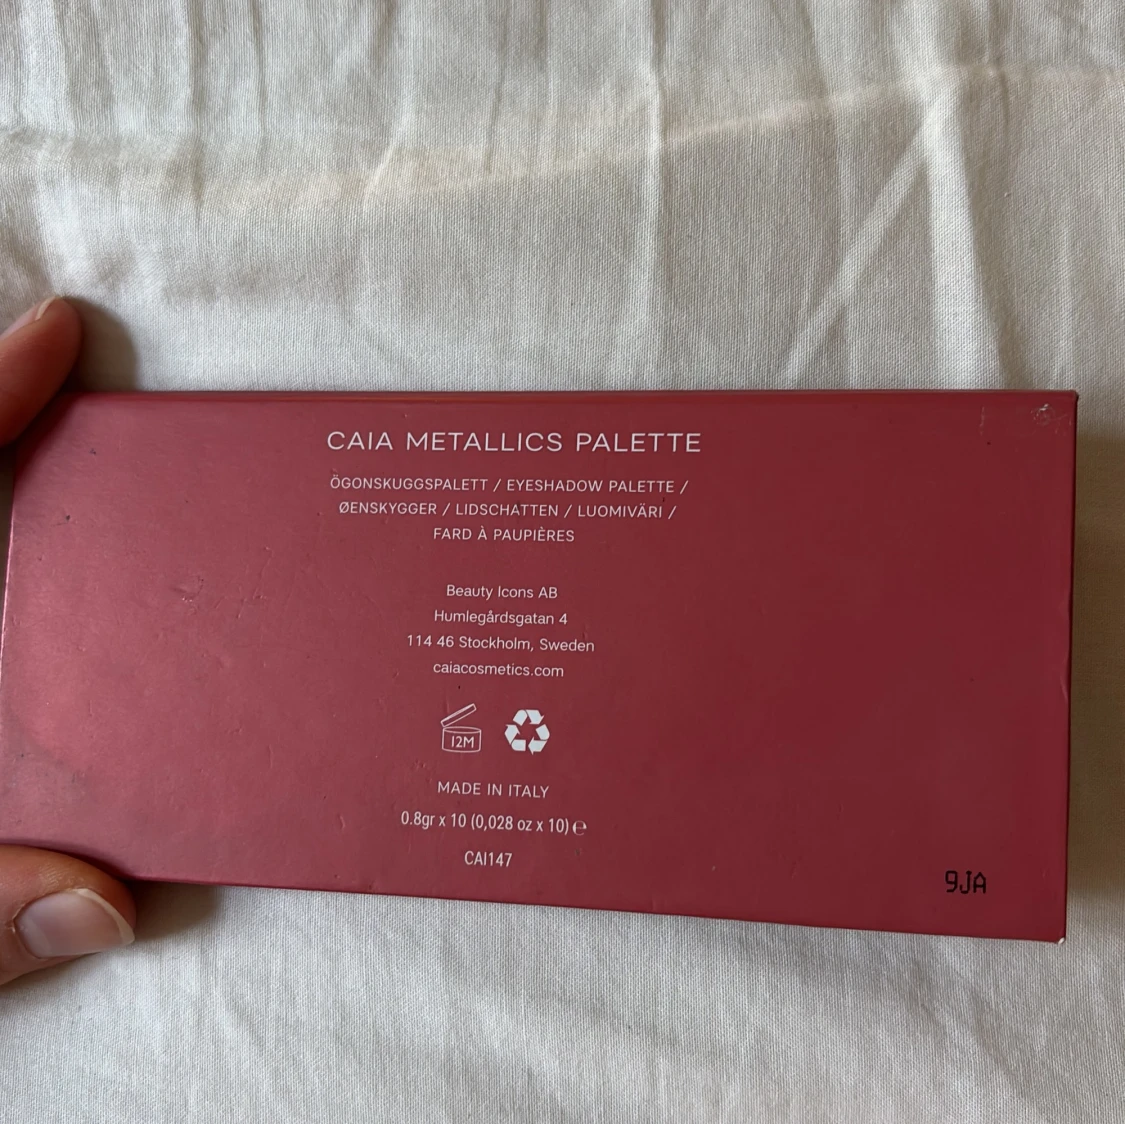 CAIA METALLICS PALETTE
ÖGONSKUGGSPALETT / EYESHADOW PALETTE /
ØENSKYGGER / LIDSCHATTEN / LUOMIVÄRI /
FARD À PAUPIÈRES
Beauty Icons AB
Humlegårdsgatan 4
114 46 Stockholm, Sweden
caiacosmetics.com
12M
MADE IN ITALY
0.8gr x 10 (0,028 oz x 10) ℮
CAI147
9JA